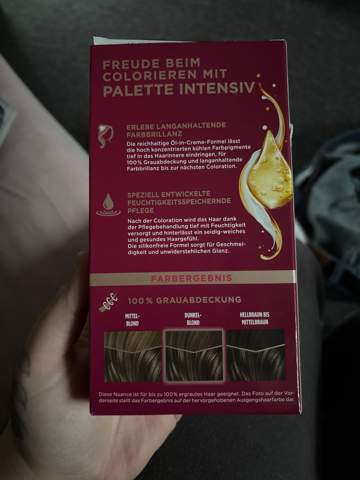 FREUDE BEIM
COLORIEREN MIT
PALETTE INTENSIV
ERLEBE LANGANHALTENDE
FARBBRILLANZ
Die reichhaltige Öl-in-Creme-Formel lässt
die hoch konzentrierten kühlen Farbpigmente
tief in das Haarinnere eindringen, für
100% Grauabdeckung und langanhaltende
Farbbrillanz bis zur nächsten Coloration.
SPEZIELL ENTWICKELTE
FEUCHTIGKEITSSPEICHERNDE
PFLEGE
Nach der Coloration wird das Haar dank
der Pflegebehandlung tief mit Feuchtigkeit
versorgt und hinterlässt ein seidig-weiches
und gesundes Haargefühl.
Die silikonfreie Formel sorgt für Geschmei-
digkeit und unwiderstehlichen Glanz.
FARBERGEBNIS
100% GRAUABDECKUNG
MITTEL-
BLOND
DUNKEL-
BLOND
HELLBRAUN BIS
MITTELBRAUN
Diese Nuance ist für bis zu 100% ergrautes Haar geeignet. Das Foto auf der Vor-
derseite stellt das Farbergebnis auf der hervorgehobenen Ausgangshaarfarbe dar.